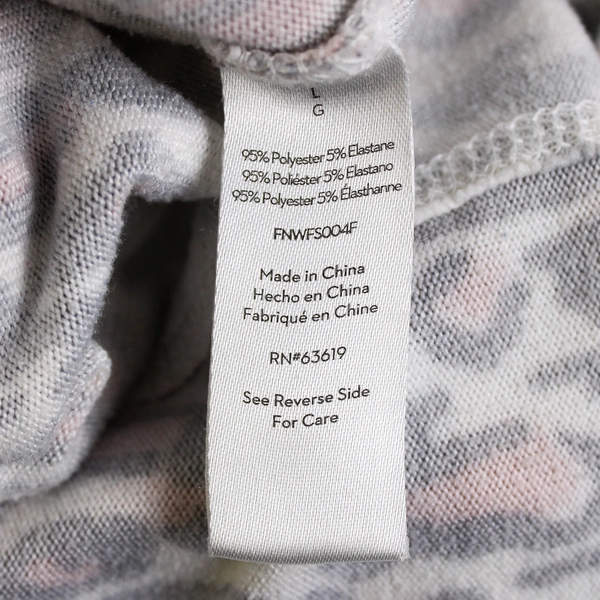 L
G
95% Polyester 5% Elastane
95% Poliéster 5% Elastano
95% Polyester 5% Élasthanne
FNWFS004F
Made in China
Hecho en China
Fabriqué en Chine
RN#63619
See Reverse Side
For Care